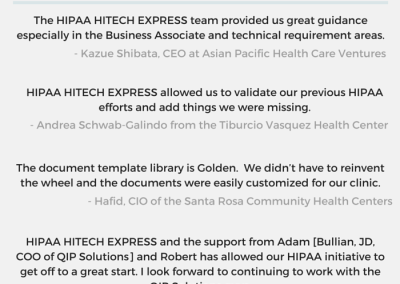 The HIPAA HITECH EXPRESS team provided us great guidance
especially in the Business Associate and technical requirement areas.
- Kazue Shibata, CEO at Asian Pacific Health Care Ventures
HIPAA HITECH EXPRESS allowed us to validate our previous HIPAA
efforts and add things we were missing.
- Andrea Schwab-Galindo from the Tiburcio Vasquez Health Center
The document template library is Golden. We didn't have to reinvent
the wheel and the documents were easily customized for our clinic.
- Hafid, CIO of the Santa Rosa Community Health Centers
HIPAA HITECH EXPRESS and the support from Adam [Bullian, JD,
COO of QIP Solutions] and Robert has allowed our HIPAA initiative to
get off to a great start. I look forward to continuing to work with the